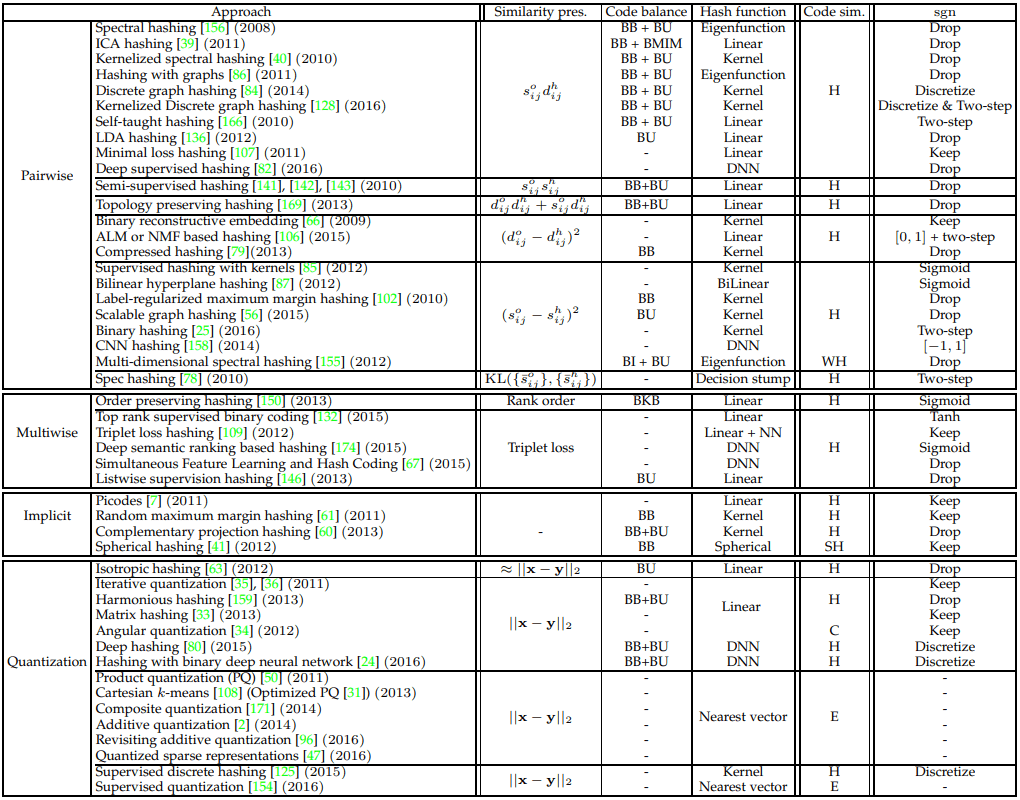 Approach Similarity pres. Code balance Hash function Code sim. sgn
Spectral hashing [156] (2008) BB + BU Eigenfunction Drop
ICA hashing [39] (2011) BB + BMIM Linear Drop
Kernelized spectral hashing [40] (2010) BB + BU Kernel Drop
Hashing with graphs [86] (2011) BB + BU Eigenfunction Drop
Discrete graph hashing [84] (2014) s^o_{ij} d^h_{ij} BB + BU Kernel H Discretize
Kernelized Discrete graph hashing [128] (2016) BB + BU Kernel Discretize & Two-step
Self-taught hashing [166] (2010) BB + BU Linear Two-step
LDA hashing [136] (2012) BU Linear Drop
Minimal loss hashing [107] (2011) - Linear Keep
Pairwise Deep supervised hashing [82] (2016) - DNN Drop
Semi-supervised hashing [141], [142], [143] (2010) s^o_{ij} s^h_{ij} BB+BU Linear H Drop
Topology preserving hashing [169] (2013) d^o_{ij} d^h_{ij} + s^o_{ij} d^h_{ij} BB+BU Linear H Drop
Binary reconstructive embedding [66] (2009) - Kernel Keep
ALM or NMF based hashing [106] (2015) (d^o_{ij} − d^h_{ij})^2 - Linear H [0, 1] + two-step
Compressed hashing [79](2013) BB Kernel Drop
Supervised hashing with kernels [85] (2012) - Kernel Sigmoid
Bilinear hyperplane hashing [87] (2012) - BiLinear Sigmoid
Label-regularized maximum margin hashing [102] (2010) BB Kernel Drop
Scalable graph hashing [56] (2015) (s^o_{ij} − s^h_{ij})^2 BU Kernel H Drop
Binary hashing [25] (2016) - Kernel Two-step
CNN hashing [158] (2014) - DNN [−1, 1]
Multi-dimensional spectral hashing [155] (2012) BI + BU Eigenfunction WH Drop
Spec hashing [78] (2010) KL({s̄^o_{ij}}, {s̄^h_{ij}}) - Decision stump H Two-step
Order preserving hashing [150] (2013) Rank order BKB Linear H Sigmoid
Top rank supervised binary coding [132] (2015) - Linear Tanh
Multiwise Triplet loss hashing [109] (2012) - Linear + NN Keep
Deep semantic ranking based hashing [174] (2015) Triplet loss - DNN H Sigmoid
Simultaneous Feature Learning and Hash Coding [67] (2015) - DNN Drop
Listwise supervision hashing [146] (2013) BU Linear Drop
Picodes [7] (2011) - Linear H Keep
Implicit Random maximum margin hashing [61] (2011) BB Kernel H Keep
Complementary projection hashing [60] (2013) - BB+BU Kernel H Drop
Spherical hashing [41] (2012) BB Spherical SH Keep
Isotropic hashing [63] (2012) ≈ ||x − y||_2 BU Linear H Drop
Iterative quantization [35], [36] (2011) - Keep
Harmonious hashing [159] (2013) BB+BU Linear H Drop
Matrix hashing [33] (2013) ||x − y||_2 - Keep
Angular quantization [34] (2012) - C Keep
Deep hashing [80] (2015) BB+BU DNN H Discretize
Quantization Hashing with binary deep neural network [24] (2016) BB+BU DNN H Discretize
Product quantization (PQ) [50] (2011) - -
Cartesian k-means [108] (Optimized PQ [31]) (2013) - -
Composite quantization [171] (2014) ||x − y||_2 - Nearest vector E -
Additive quantization [2] (2014) - -
Revisiting additive quantization [96] (2016) - -
Quantized sparse representations [47] (2016) - -
Supervised discrete hashing [125] (2015) ||x − y||_2 - Kernel H Discretize
Supervised quantization [154] (2016) - Nearest vector E -